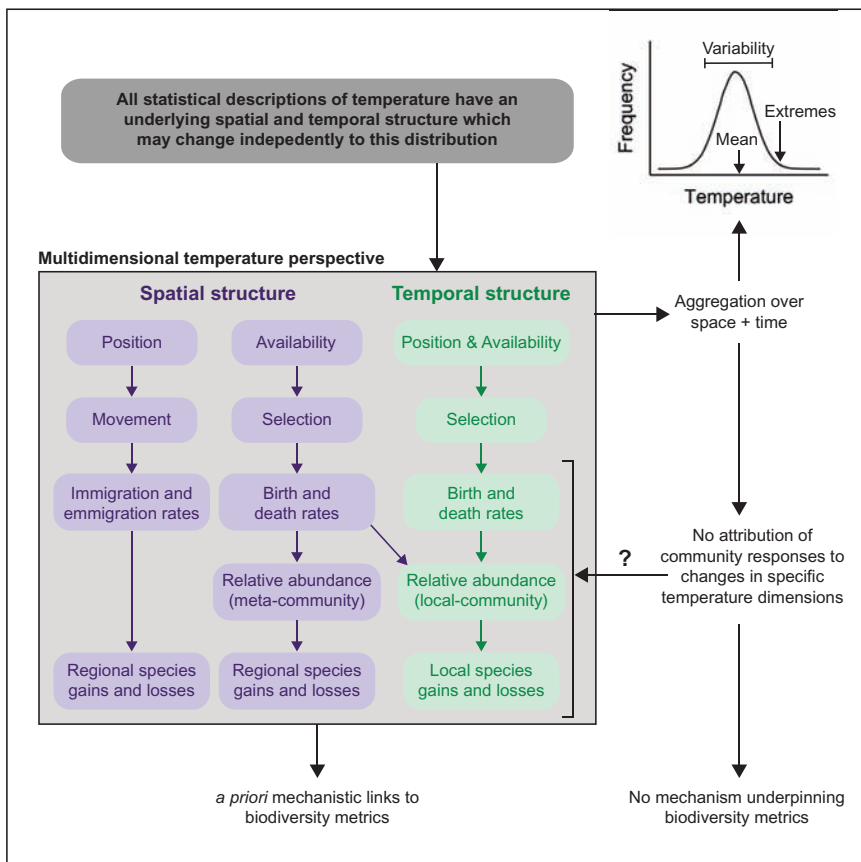 All statistical descriptions of temperature have an
underlying spatial and temporal structure which
may change indepedently to this distribution
Variability
Extremes
Mean
Frequency
Temperature
Multidimensional temperature perspective
Spatial structure
Temporal structure
Position
Availability
Position & Availability
Movement
Selection
Selection
Immigration and
emmigration rates
Birth and
death rates
Birth and
death rates
Relative abundance
(meta-community)
Relative abundance
(local-community)
Regional species
gains and losses
Regional species
gains and losses
Local species
gains and losses
Aggregation over
space + time
?
No attribution of
community responses to
changes in specific
temperature dimensions
a priori mechanistic links to
biodiversity metrics
No mechanism underpinning
biodiversity metrics